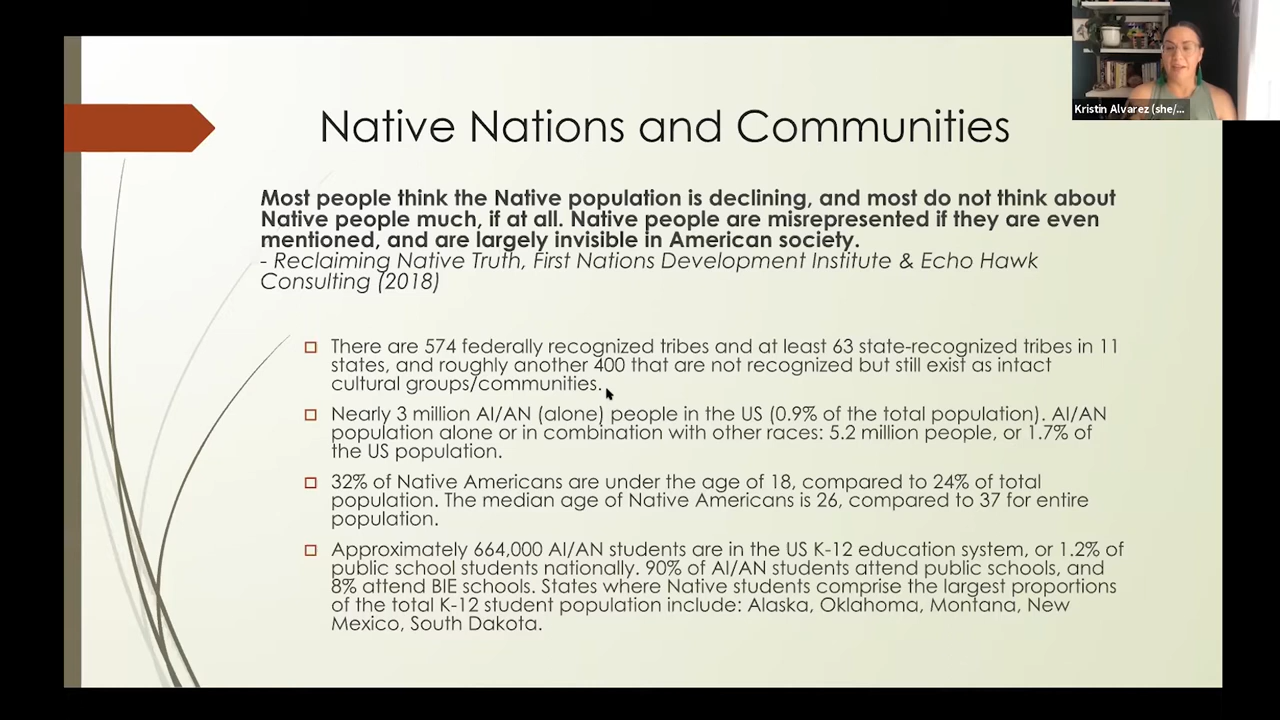 Native Nations and Communities
Kristin Alvarez (she/...
Most people think the Native population is declining, and most do not think about
Native people much, if at all. Native people are misrepresented if they are even
mentioned, and are largely invisible in American society.
- Reclaiming Native Truth, First Nations Development Institute & Echo Hawk
Consulting (2018)
There are 574 federally recognized tribes and at least 63 state-recognized tribes in 11
states, and roughly another 400 that are not recognized but still exist as intact
cultural groups/communities.
Nearly 3 million AI/AN (alone) people in the US (0.9% of the total population). AI/AN
population alone or in combination with other races: 5.2 million people, or 1.7% of
the US population.
32% of Native Americans are under the age of 18, compared to 24% of total
population. The median age of Native Americans is 26, compared to 37 for entire
population.
Approximately 664,000 AI/AN students are in the US K-12 education system, or 1.2% of
public school students nationally. 90% of AI/AN students attend public schools, and
8% attend BIE schools. States where Native students comprise the largest proportions
of the total K-12 student population include: Alaska, Oklahoma, Montana, New
Mexico, South Dakota.